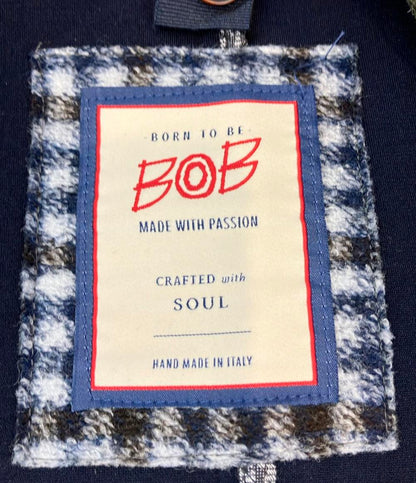 - BORN TO BE -
BOB
MADE WITH PASSION
CRAFTED with
SOUL
HAND MADE IN ITALY